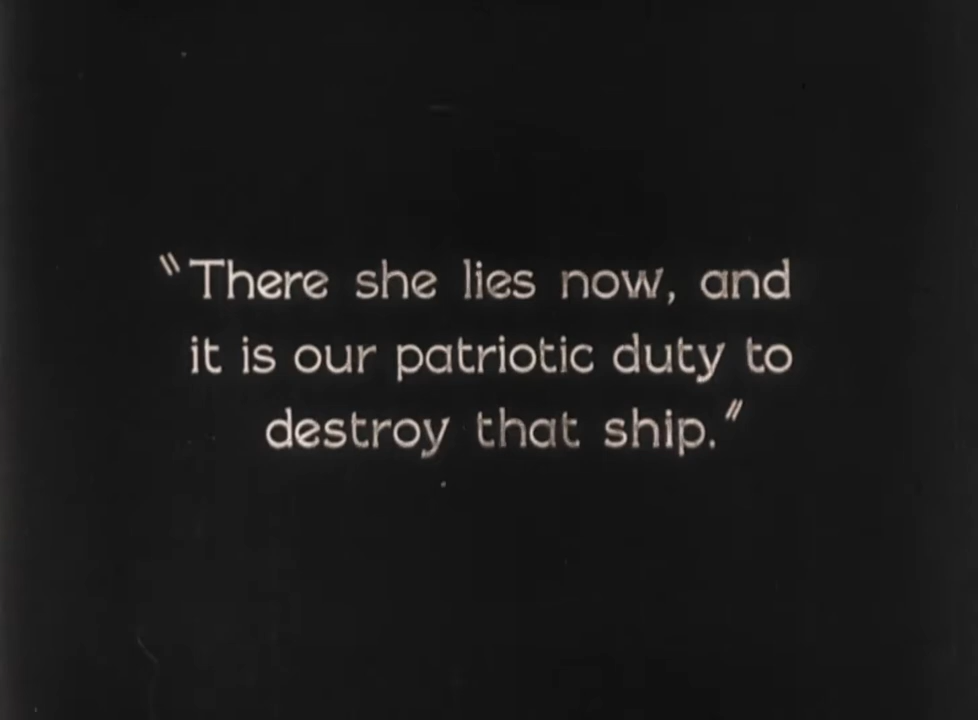 "There she lies now, and
it is our patriotic duty to
destroy that ship."